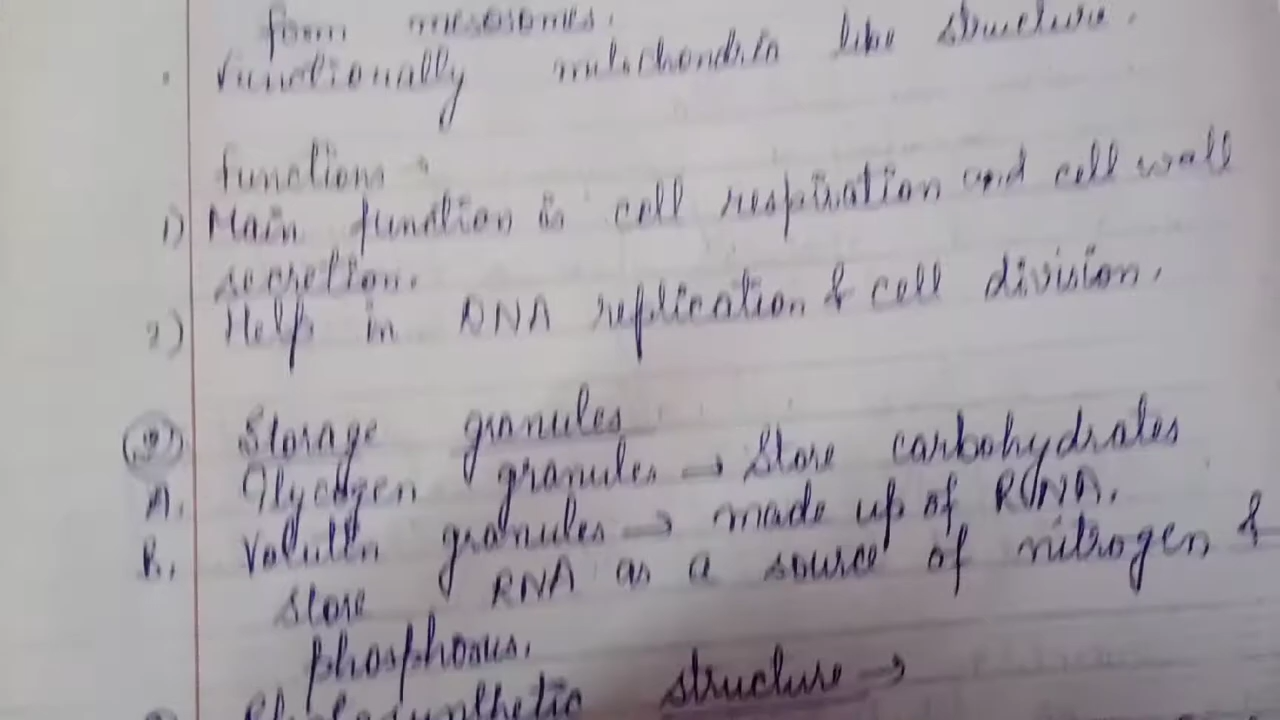 form mesosomes.
. Functionally mitochondria like structure.
Functions :
1) Main function is cell respiration and cell wall
secretion.
2) Help in DNA replication & cell division.
Storage granules
A. Glycogen granules → Store carbohydrates
B. Volutin granules → made up of RNA.
store RNA as a source of nitrogen &
phosphorus.
Photosynthetic structure →